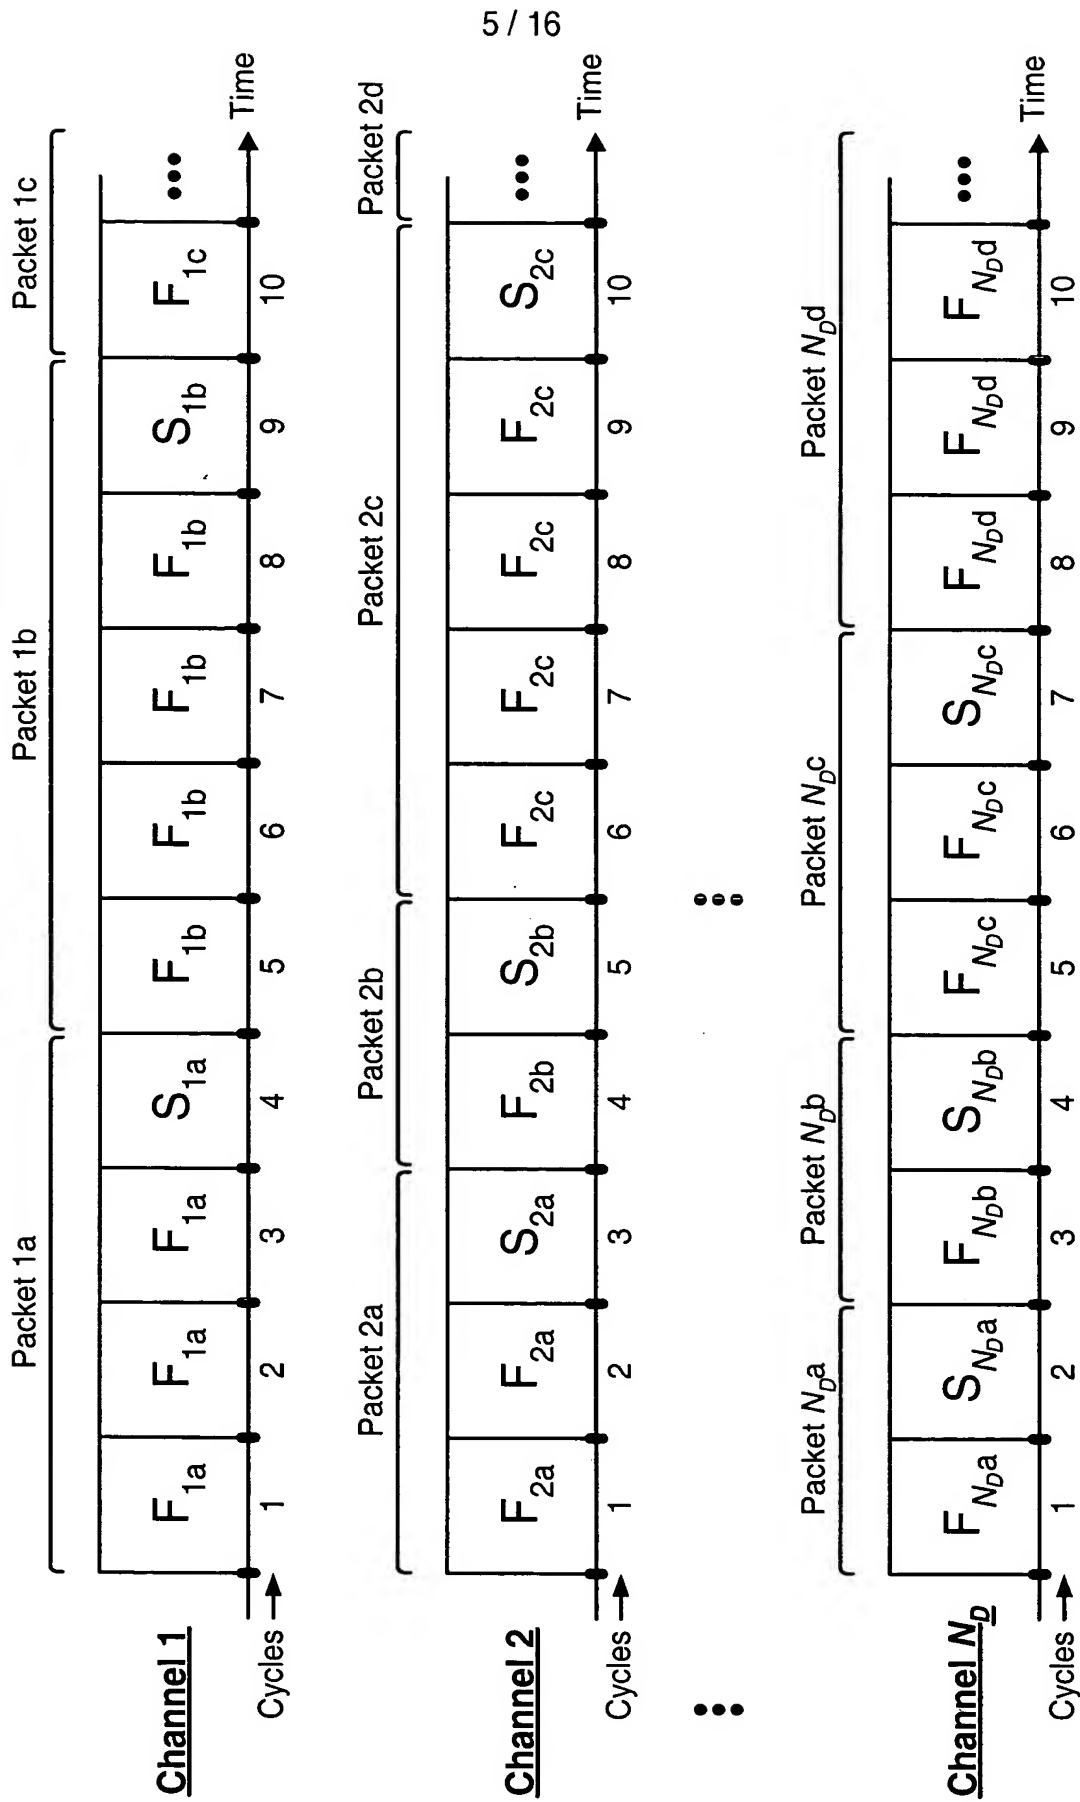 5 / 16
Packet 1a Packet 1b Packet 1c
F1a F1a F1a S1a F1b F1b F1b F1b S1b F1c •••
Channel 1 Time
Cycles 1 2 3 4 5 6 7 8 9 10
Packet 2a Packet 2b Packet 2c Packet 2d
F2a F2a S2a F2b S2b F2c F2c F2c F2c S2c •••
Channel 2 Time
Cycles 1 2 3 4 5 6 7 8 9 10
••• •••
Packet NDa Packet NDb Packet NDc Packet NDd
FNDa SNDa FNDb SNDb FNDc FNDc SNDc FNDd FNDd FNDd •••
Channel ND Time
Cycles 1 2 3 4 5 6 7 8 9 10